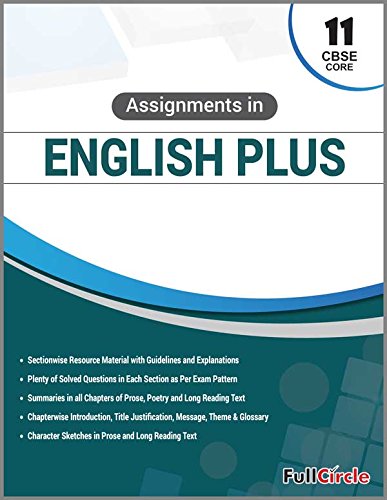 11
CBSE
CORE
Assignments in
ENGLISH PLUS
• Sectionwise Resource Material with Guidelines and Explanations
• Plenty of Solved Questions in Each Section as Per Exam Pattern
• Summaries in all Chapters of Prose, Poetry and Long Reading Text
• Chapterwise Introduction, Title Justification, Message, Theme & Glossary
• Character Sketches in Prose and Long Reading Text
FullCircle